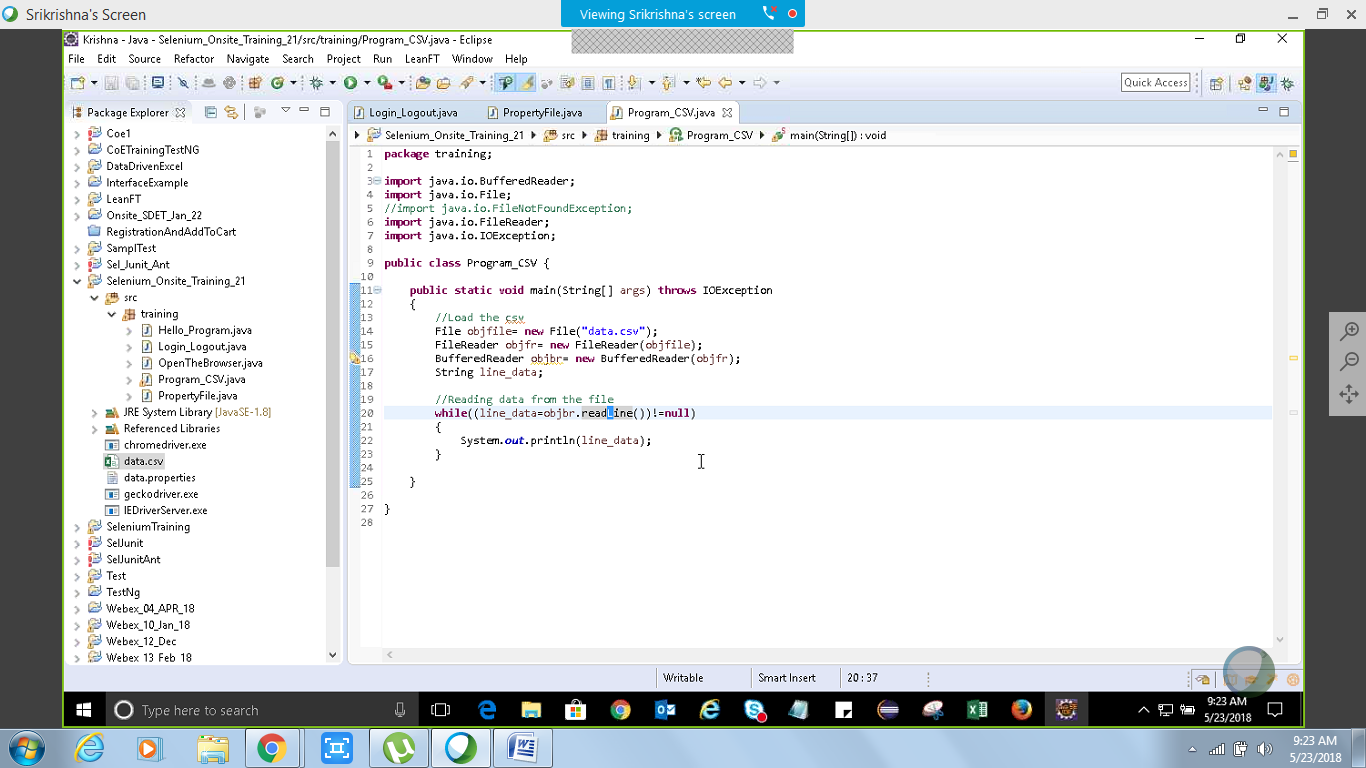 Srikrishna's Screen
Viewing Srikrishna's screen
Krishna - Java - Selenium_Onsite_Training_21/src/training/Program_CSV.java - Eclipse
File Edit Source Refactor Navigate Search Project Run LeanFT Window Help
Quick Access
Package Explorer
Login_Logout.java PropertyFile.java Program_CSV.java
Selenium_Onsite_Training_21 src training Program_CSV main(String[]) : void
Coe1
CoETrainingTestNG
DataDrivenExcel
InterfaceExample
LeanFT
Onsite_SDET_Jan_22
RegistrationAndAddToCart
SamplTest
Sel_Junit_Ant
Selenium_Onsite_Training_21
src
training
Hello_Program.java
Login_Logout.java
OpenTheBrowser.java
Program_CSV.java
PropertyFile.java
JRE System Library [JavaSE-1.8]
Referenced Libraries
chromedriver.exe
data.csv
data.properties
geckodriver.exe
IEDriverServer.exe
SeleniumTraining
SelJunit
SelJunitAnt
Test
TestNg
Webex_04_APR_18
Webex_10_Jan_18
Webex_12_Dec
Webex_13_Feb_18
1 package training;
2
3 import java.io.BufferedReader;
4 import java.io.File;
5 //import java.io.FileNotFoundException;
6 import java.io.FileReader;
7 import java.io.IOException;
8
9 public class Program_CSV {
10
11 public static void main(String[] args) throws IOException
12 {
13 //Load the csv
14 File objfile= new File("data.csv");
15 FileReader objfr= new FileReader(objfile);
16 BufferedReader objbr= new BufferedReader(objfr);
17 String line_data;
18
19 //Reading data from the file
20 while((line_data=objbr.readLine())!=null)
21 {
22 System.out.println(line_data);
23 }
24
25 }
26
27 }
28
Writable Smart Insert 20 : 37
Type here to search
9:23 AM
5/23/2018
9:23 AM
5/23/2018